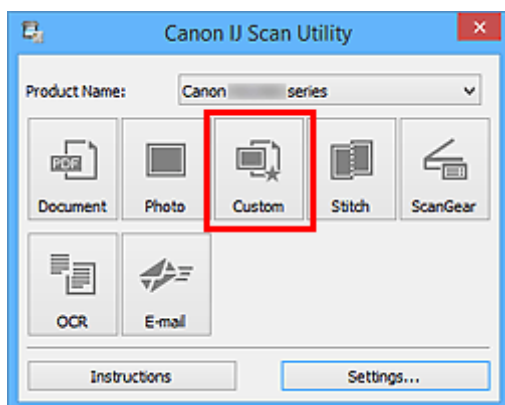 Canon IJ Scan Utility
Product Name: Canon series
Document Photo Custom Stitch ScanGear
PDF
OCR E-mail
Instructions Settings...